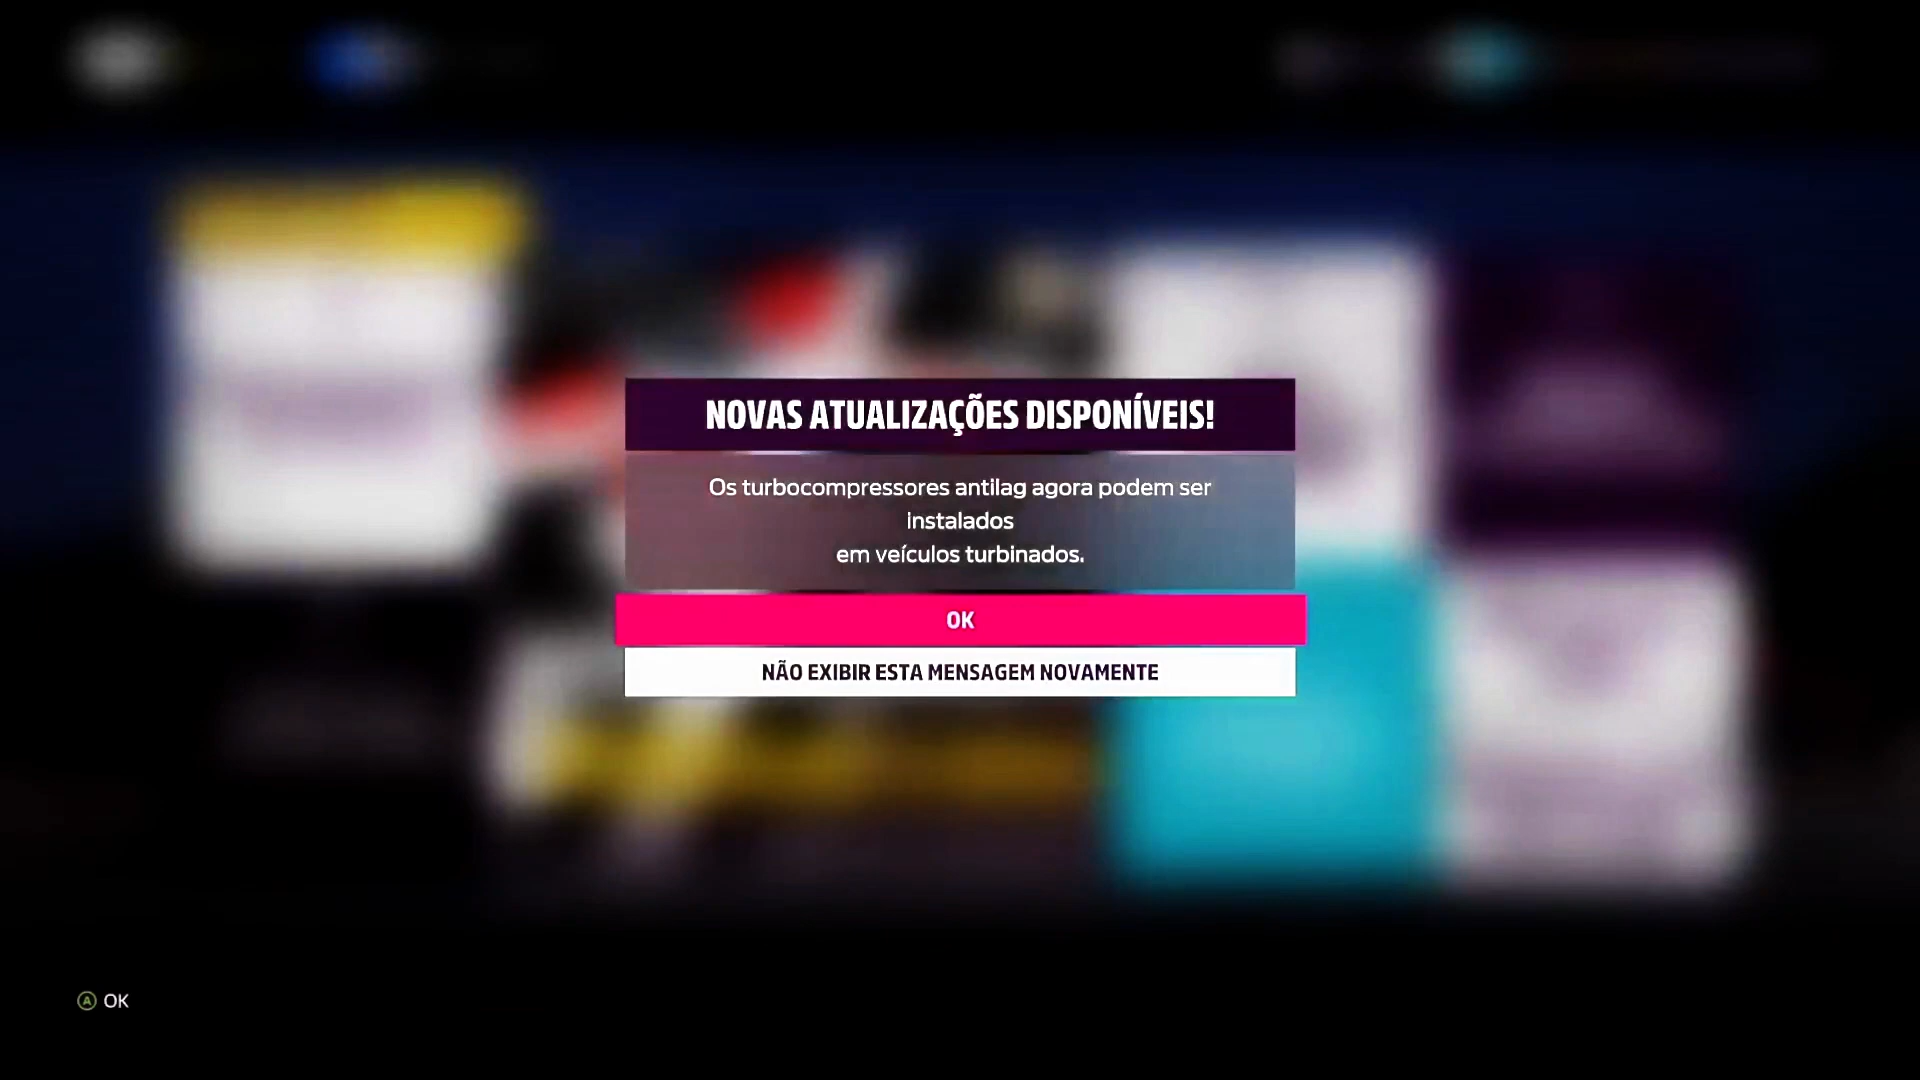 NOVAS ATUALIZAÇÕES DISPONÍVEIS!
Os turbocompressores antilag agora podem ser
instalados
em veículos turbinados.
OK
NÃO EXIBIR ESTA MENSAGEM NOVAMENTE
A OK